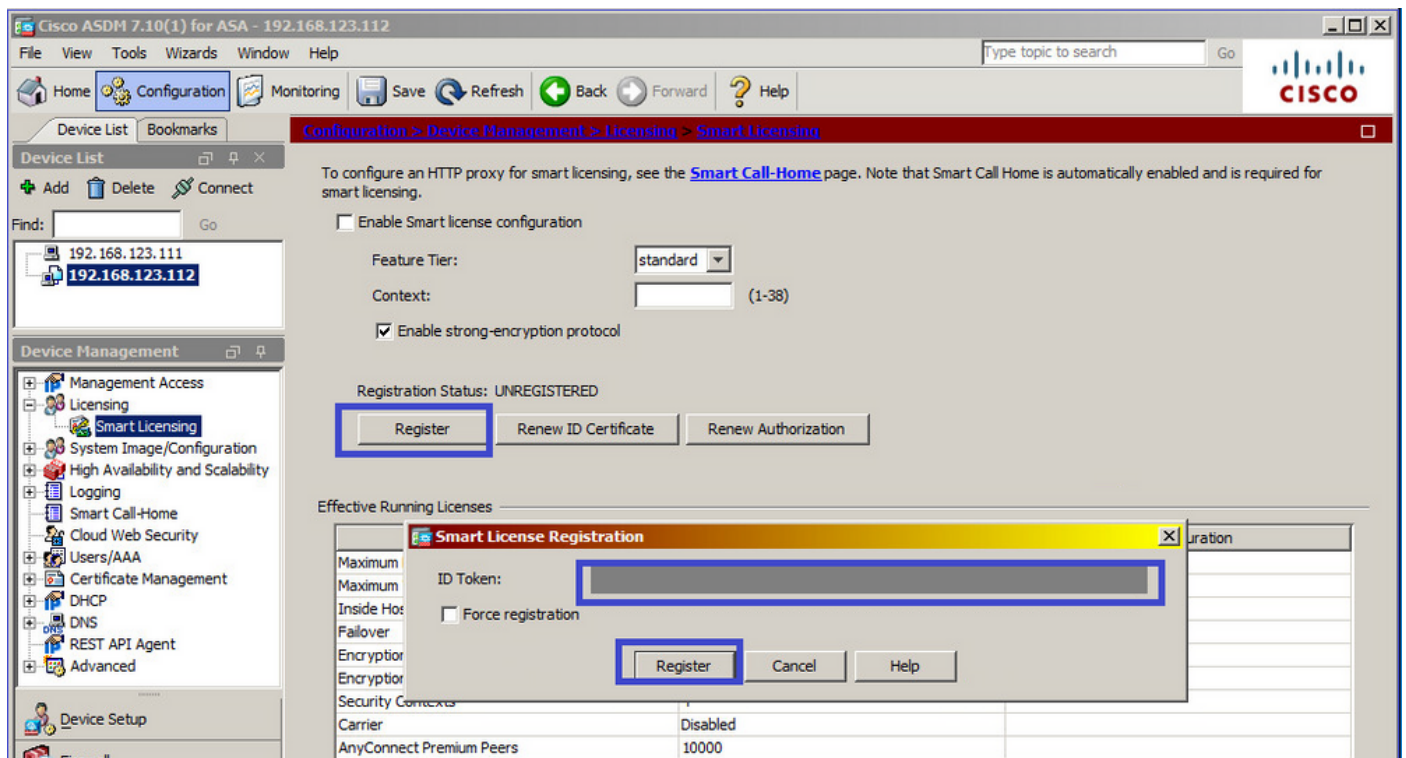 Cisco ASDM 7.10(1) for ASA - 192.168.123.112
File View Tools Wizards Window Help
Type topic to search
Go
Home Configuration Monitoring Save Refresh Back Forward Help
CISCO
Device List Bookmarks
Configuration > Device Management > Licensing > Smart Licensing
Device List
Add Delete Connect
Find:
Go
192.168.123.111
192.168.123.112
To configure an HTTP proxy for smart licensing, see the Smart Call-Home page. Note that Smart Call Home is automatically enabled and is required for
smart licensing.
Enable Smart license configuration
Feature Tier:
standard
Context:
(1-38)
Enable strong-encryption protocol
Registration Status: UNREGISTERED
Register
Renew ID Certificate
Renew Authorization
Device Management
Management Access
Licensing
Smart Licensing
System Image/Configuration
High Availability and Scalability
Logging
Smart Call-Home
Cloud Web Security
Users/AAA
Certificate Management
DHCP
DNS
REST API Agent
Advanced
Device Setup
Effective Running Licenses
Smart License Registration
ID Token:
Force registration
Register
Cancel
Help
Maximum
Maximum
Inside Hos
Failover
Encryption
Encryption
Security Contexts
Carrier
Disabled
AnyConnect Premium Peers
10000